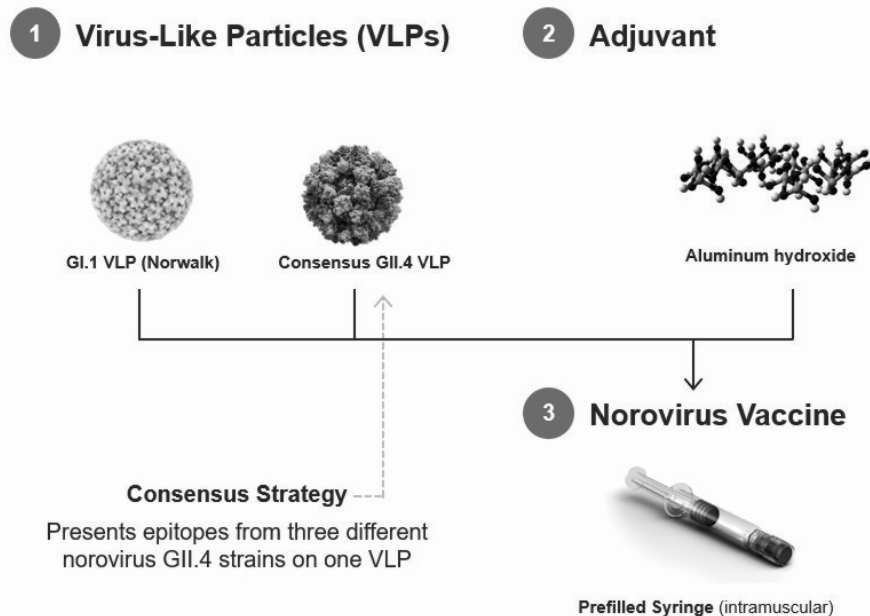 1 Virus-Like Particles (VLPs)
2 Adjuvant
GI.1 VLP (Norwalk)
Consensus GII.4 VLP
Aluminum hydroxide
3 Norovirus Vaccine
Consensus Strategy
Presents epitopes from three different
norovirus GII.4 strains on one VLP
Prefilled Syringe (intramuscular)